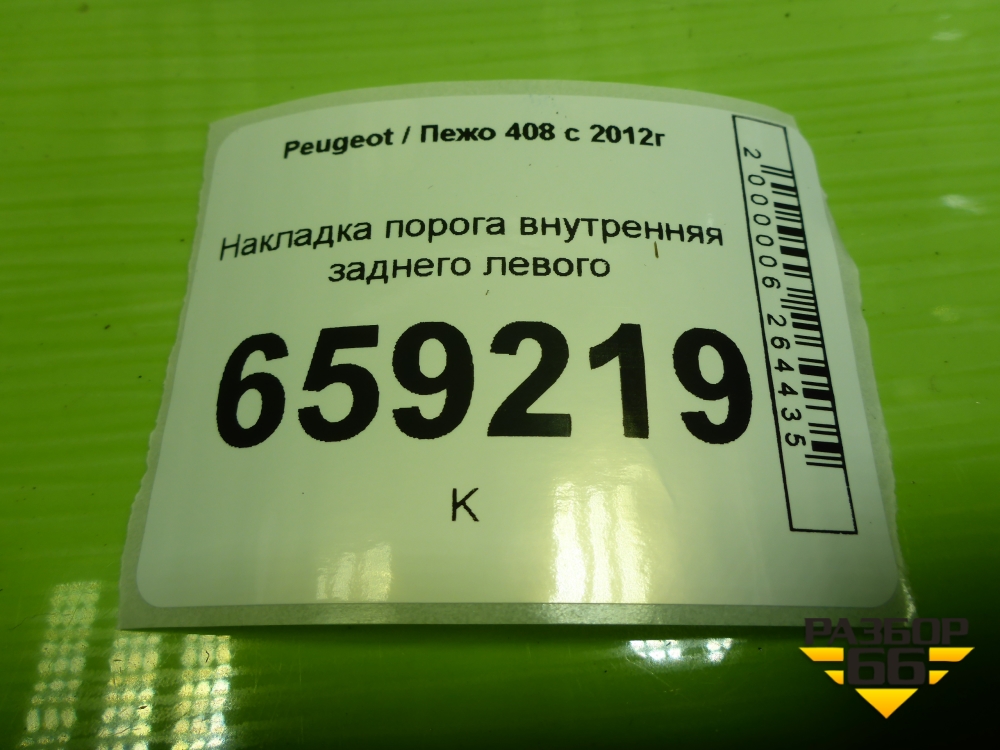 Peugeot / Пежо 408 с 2012г
Накладка порога внутренняя
заднего левого
659219
К
2000006264435
РАЗБОР
66